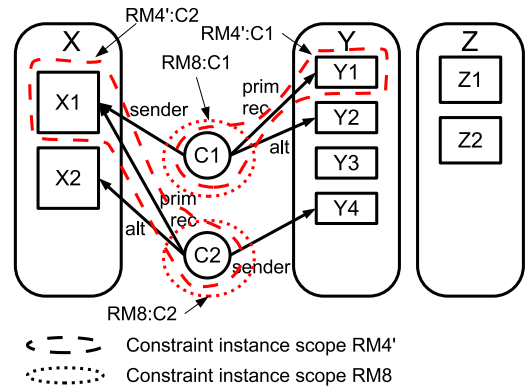 RM4':C2
RM4':C1
X
Y
Z
RM8:C1
X1
sender
prim
rec
Y1
Z1
Y2
C1
alt
Z2
X2
Y3
prim
rec
alt
Y4
C2
sender
RM8:C2
Constraint instance scope RM4'
Constraint instance scope RM8